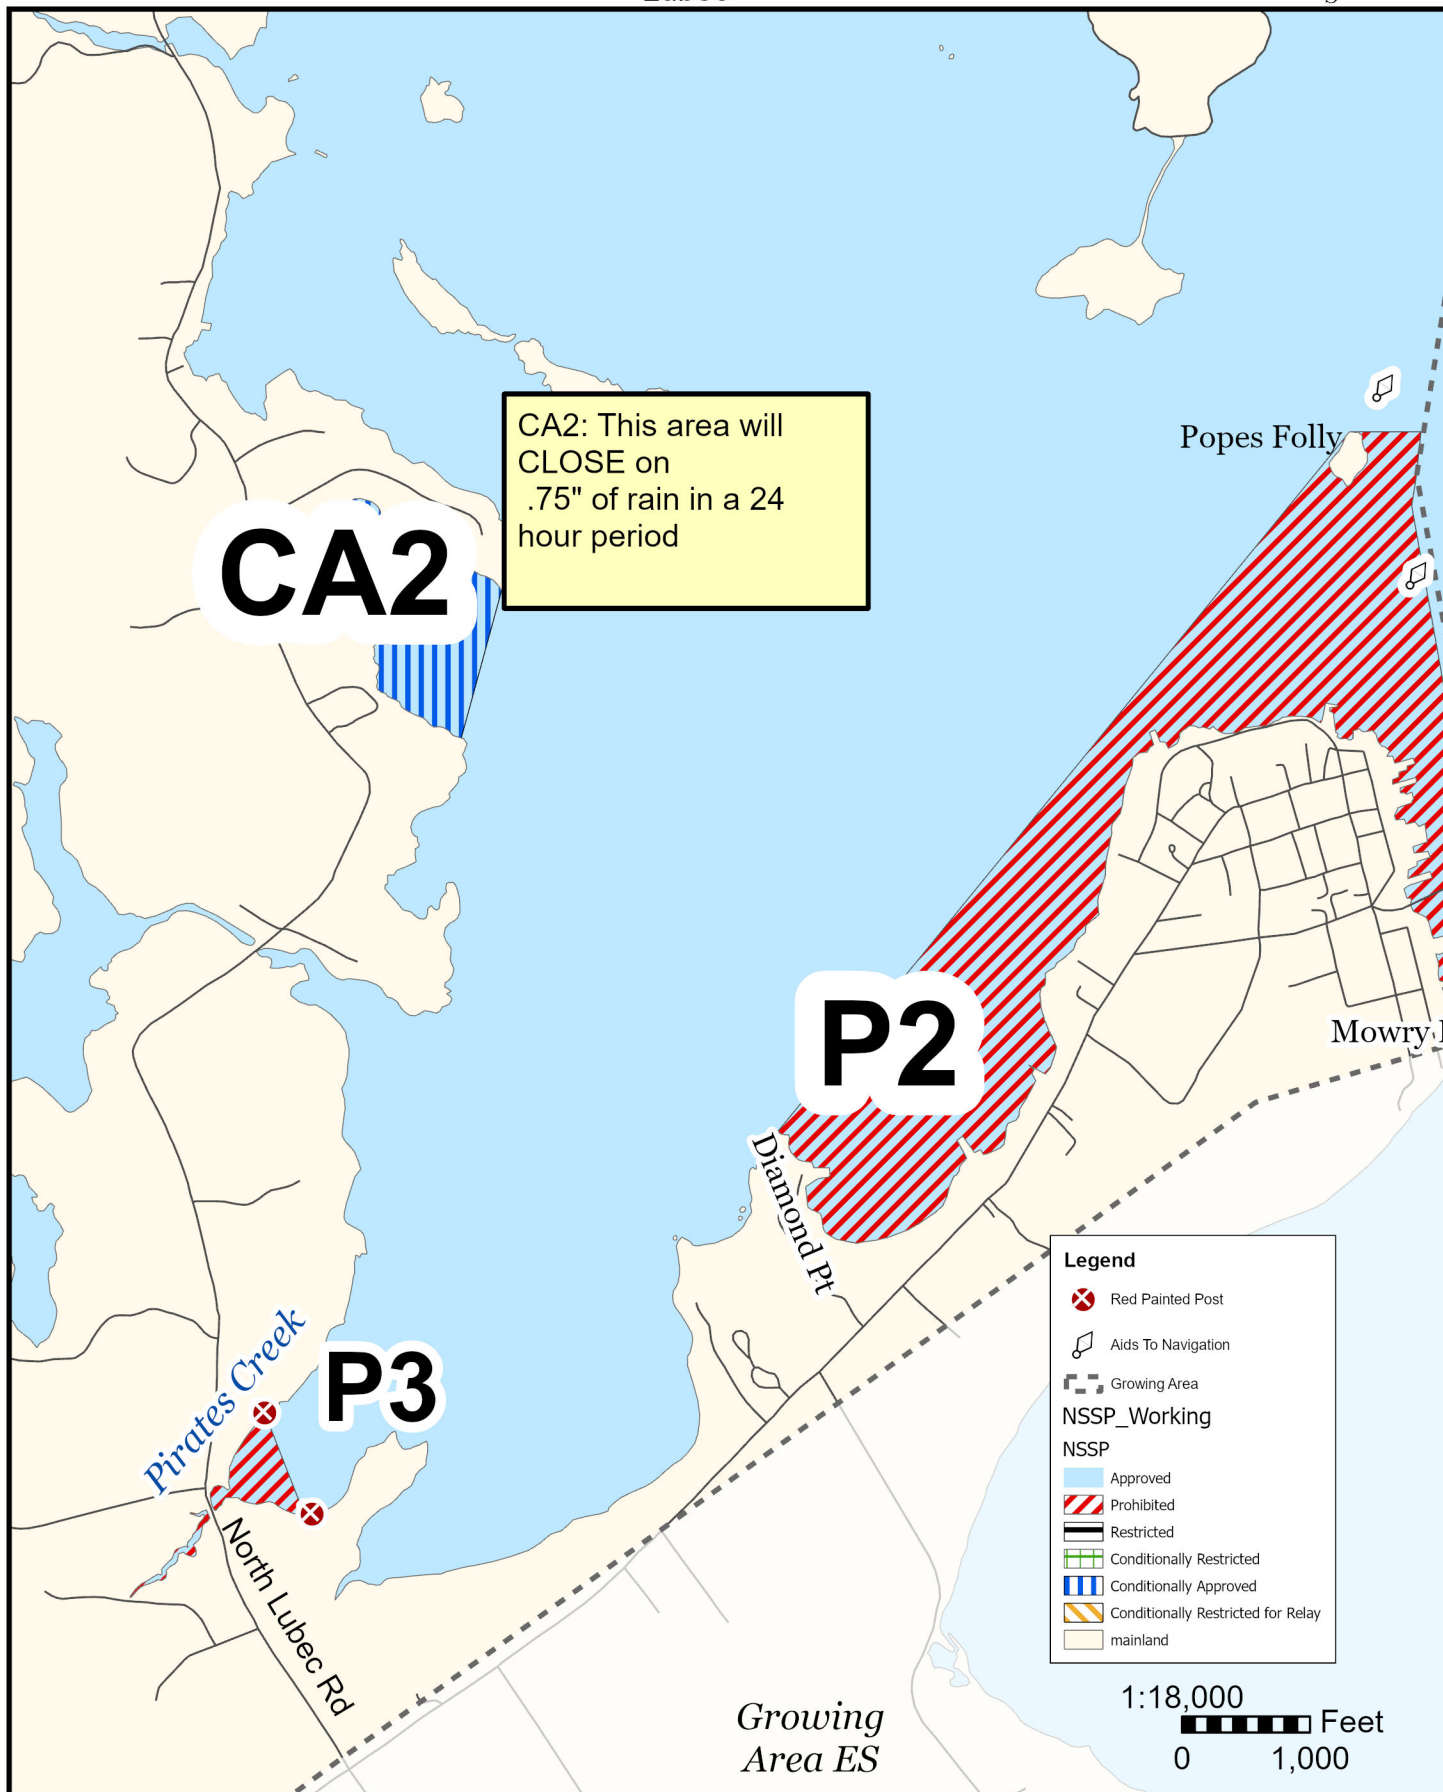 CA2: This area will
CLOSE on
.75" of rain in a 24
hour period
Popes Folly
CA2
P2
Mowry
Diamond Pt
Pirates Creek
P3
North Lubec Rd
Growing
Area ES
Legend
Red Painted Post
Aids To Navigation
Growing Area
NSSP_Working
NSSP
Approved
Prohibited
Restricted
Conditionally Restricted
Conditionally Approved
Conditionally Restricted for Relay
mainland
1:18,000
Feet
0 1,000